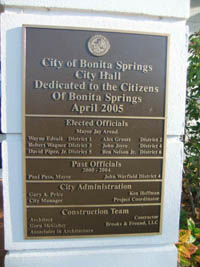 City of Bonita Springs
City Hall
Dedicated to the Citizens
Of Bonita Springs
April 2005
Elected Officials
Mayor Jay Arend
Wayne Edsall, District 1 Alex Grantt District 2
Robert Wagner District 3 John Joyce District 4
David Piper, Jr. District 5 Ben Nelson Jr. District 6
Past Officials
2000 - 2004
Paul Pass, Mayor John Warfield District 4
City Administration
Gary A. Price Ken Hoffman
City Manager Project Coordinator
Construction Team
Architect Contractor
Gora McGahey Brooks & Freund, LLC
Associates in Architecture